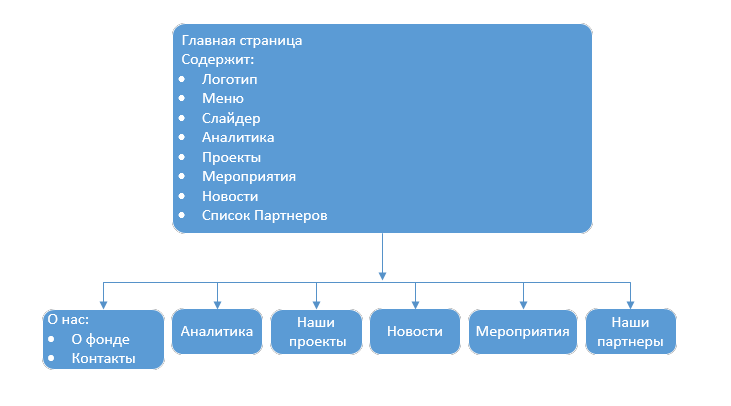 Главная страница
Содержит:
• Логотип
• Меню
• Слайдер
• Аналитика
• Проекты
• Мероприятия
• Новости
• Список Партнеров
О нас:
• О фонде
• Контакты
Аналитика
Наши
проекты
Новости
Мероприятия
Наши
партнеры